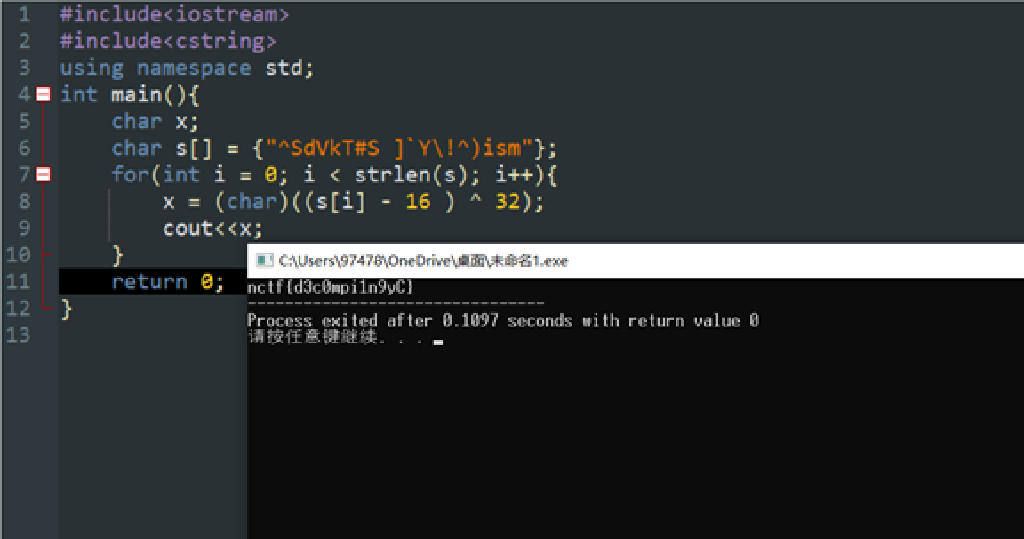 1 #include<iostream>
2 #include<cstring>
3 using namespace std;
4 int main(){
5 char x;
6 char s[] = {"^SdVkT#S ]`Y\!^)ism"};
7 for(int i = 0; i < strlen(s); i++){
8 x = (char)((s[i] - 16 ) ^ 32);
9 cout<<x;
10 }
11 return 0;
12 }
13
C:\Users\97478\OneDrive\桌面\未命名1.exe
nctf{d3c0mpi1n9yC}
--------------------------------
Process exited after 0.1097 seconds with return value 0
请按任意键继续. . .